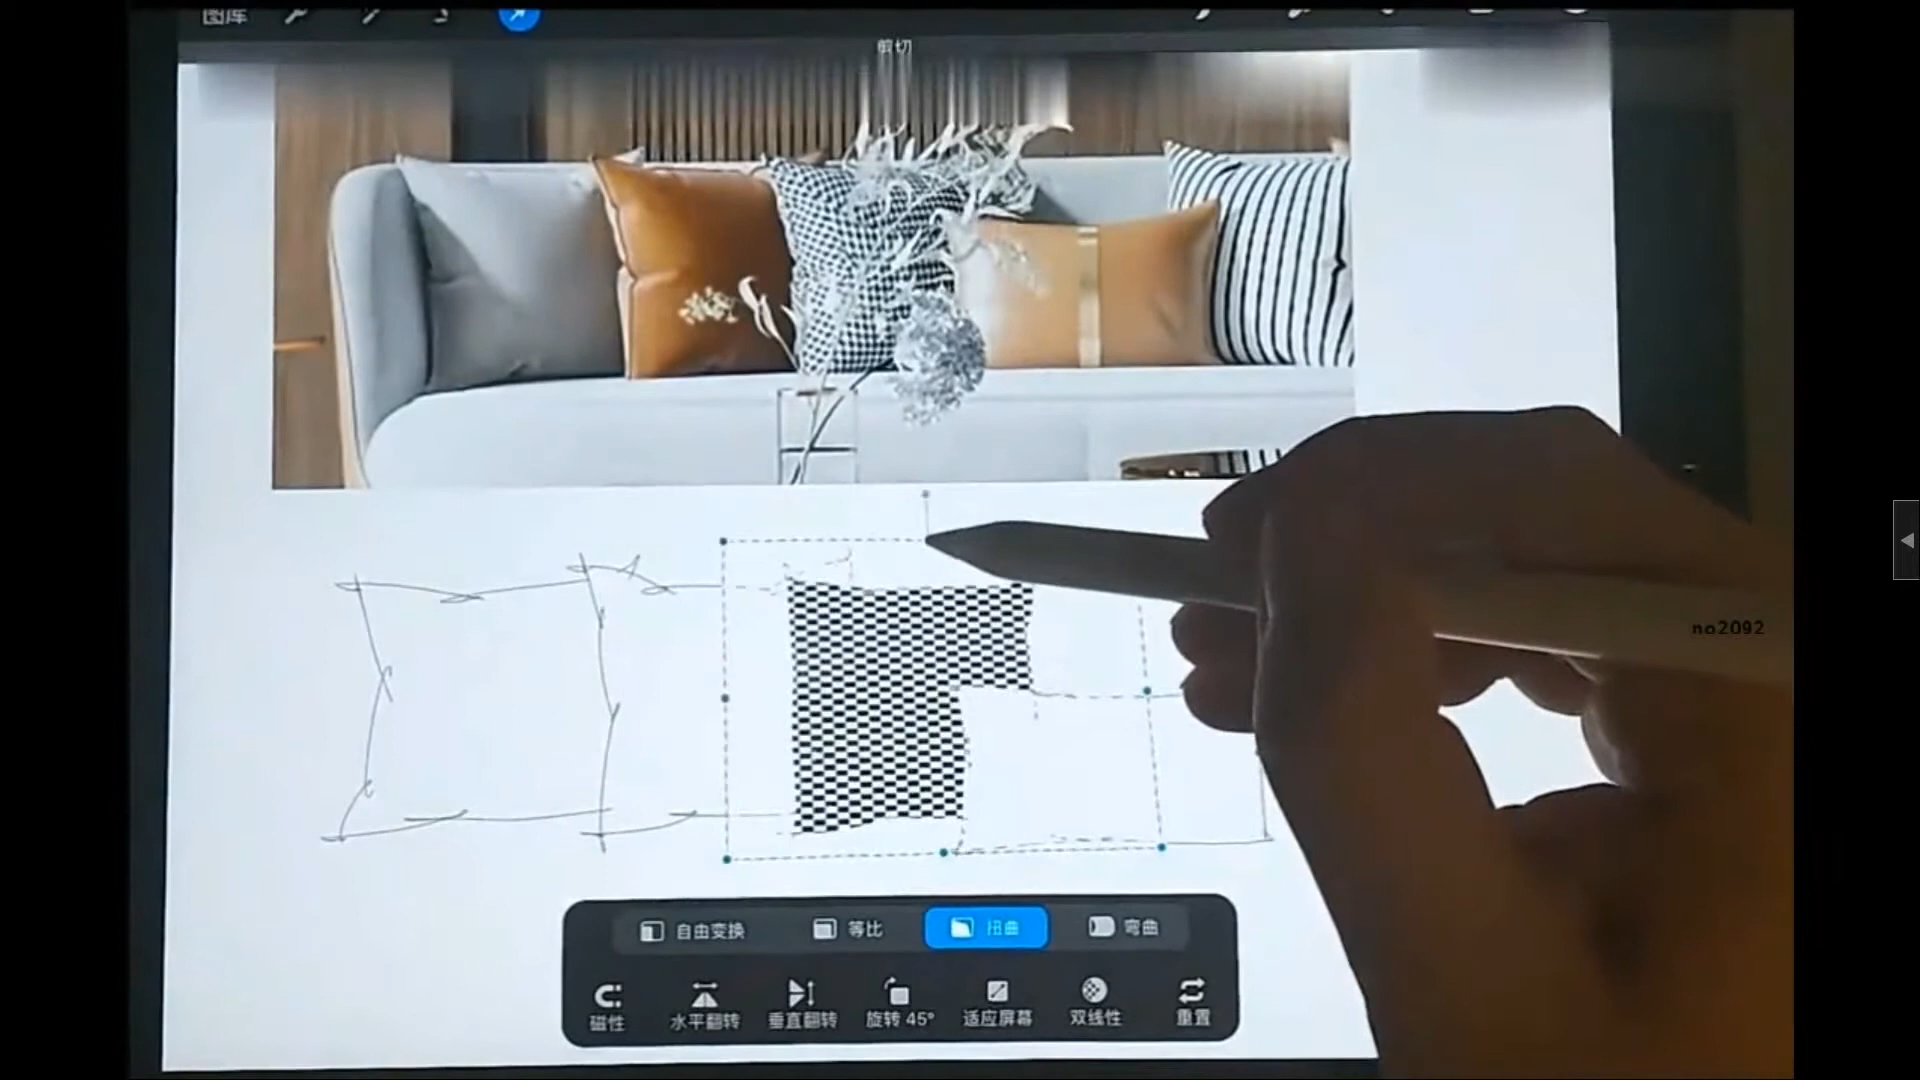 图库
剪切
no2092
自由变换 等比 扭曲 弯曲
磁性 水平翻转 垂直翻转 旋转 45° 适应屏幕 双线性 重置